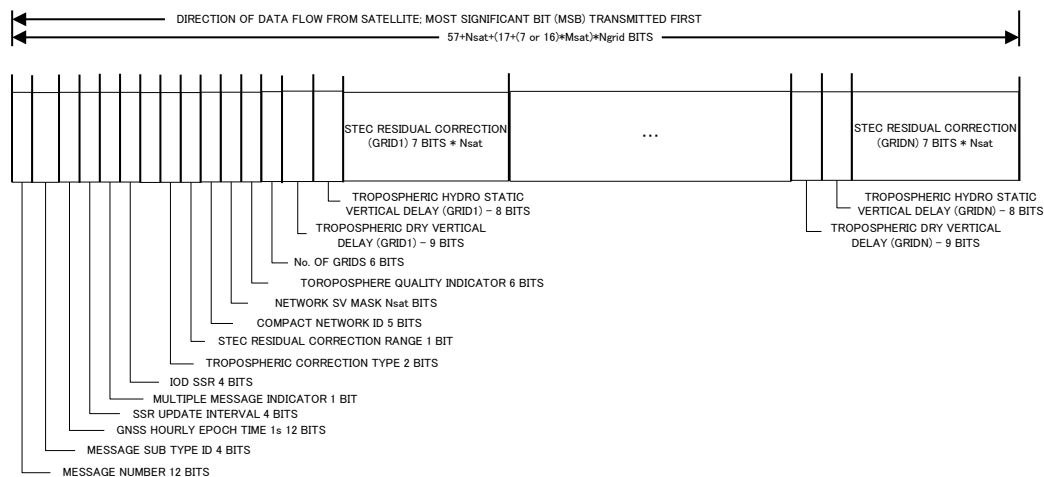 DIRECTION OF DATA FLOW FROM SATELLITE; MOST SIGNIFICANT BIT (MSB) TRANSMITTED FIRST
57+Nsat+(17+(7 or 16)*Msat)*Ngrid BITS
STEC RESIDUAL CORRECTION
(GRID1) 7 BITS * Nsat
...
STEC RESIDUAL CORRECTION
(GRIDN) 7 BITS * Nsat
TROPOSPHERIC HYDRO STATIC
VERTICAL DELAY (GRID1) – 8 BITS
TROPOSPHERIC DRY VERTICAL
DELAY (GRID1) – 9 BITS
TROPOSPHERIC HYDRO STATIC
VERTICAL DELAY (GRIDN) – 8 BITS
TROPOSPHERIC DRY VERTICAL
DELAY (GRIDN) – 9 BITS
No. OF GRIDS 6 BITS
TOROPOSPHERE QUALITY INDICATOR 6 BITS
NETWORK SV MASK Nsat BITS
COMPACT NETWORK ID 5 BITS
STEC RESIDUAL CORRECTION RANGE 1 BIT
TROPOSPHERIC CORRECTION TYPE 2 BITS
IOD SSR 4 BITS
MULTIPLE MESSAGE INDICATOR 1 BIT
SSR UPDATE INTERVAL 4 BITS
GNSS HOURLY EPOCH TIME 1s 12 BITS
MESSAGE SUB TYPE ID 4 BITS
MESSAGE NUMBER 12 BITS